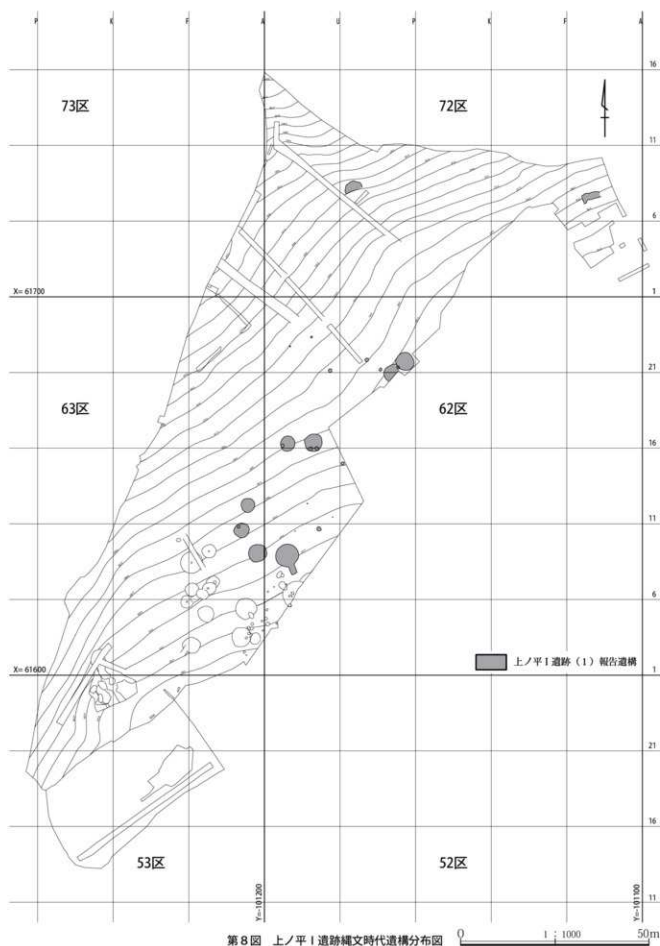 P K F A U P K F A
16
73区 72区
11
6
X= 61700 1
21
63区 62区
16
11
6
上ノ平Ⅰ遺跡（1）報告遺構
X= 61600 1
21
16
53区 52区
Y=-101200 Y=-101100
11
第8図 上ノ平Ⅰ遺跡縄文時代遺構分布図
0 1：1000 50m